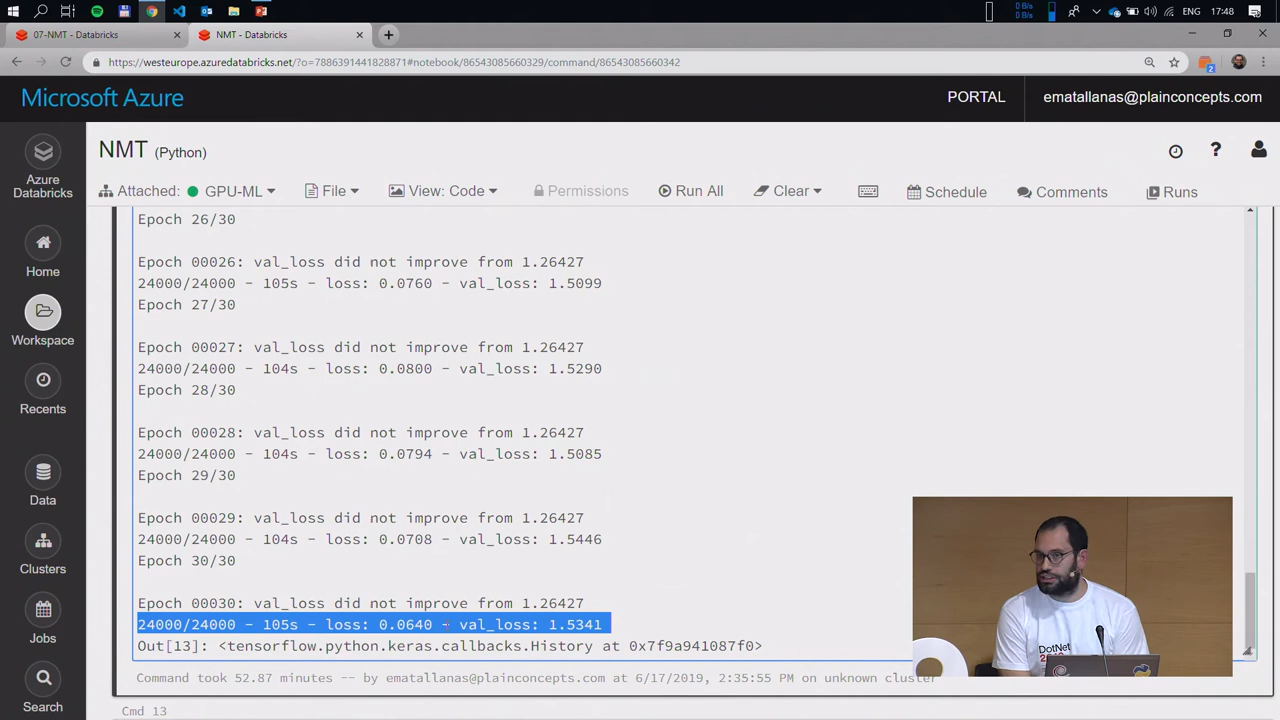 ENG 17:48
0 B/s
0 B/s
07-NMT - Databricks
NMT - Databricks
https://westeurope.azuredatabricks.net/?o=7886391441828871#notebook/86543085660329/command/86543085660342
2
Microsoft Azure
PORTAL
ematallanas@plainconcepts.com
NMT (Python)
Attached: GPU-ML
File
View: Code
Permissions
Run All
Clear
Schedule
Comments
Runs
Azure
Databricks
Home
Workspace
Recents
Data
Clusters
Jobs
Search
Epoch 26/30
Epoch 00026: val_loss did not improve from 1.26427
24000/24000 - 105s - loss: 0.0760 - val_loss: 1.5099
Epoch 27/30
Epoch 00027: val_loss did not improve from 1.26427
24000/24000 - 104s - loss: 0.0800 - val_loss: 1.5290
Epoch 28/30
Epoch 00028: val_loss did not improve from 1.26427
24000/24000 - 104s - loss: 0.0794 - val_loss: 1.5085
Epoch 29/30
Epoch 00029: val_loss did not improve from 1.26427
24000/24000 - 104s - loss: 0.0708 - val_loss: 1.5446
Epoch 30/30
Epoch 00030: val_loss did not improve from 1.26427
24000/24000 - 105s - loss: 0.0640 - val_loss: 1.5341
Out[13]: <tensorflow.python.keras.callbacks.History at 0x7f9a941087f0>
Command took 52.87 minutes -- by ematallanas@plainconcepts.com at 6/17/2019, 2:35:55 PM on unknown cluster
Cmd 13
DotNet